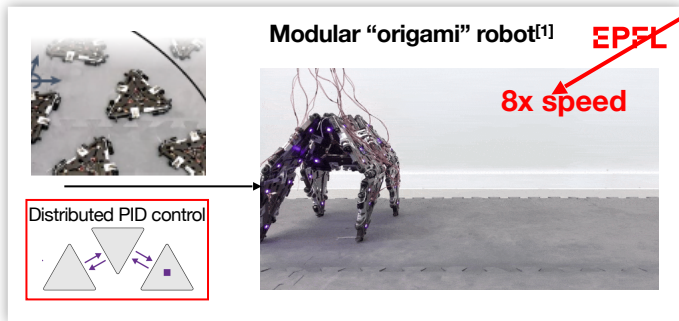 Modular “origami” robot[1]
EPFL
8x speed
Distributed PID control